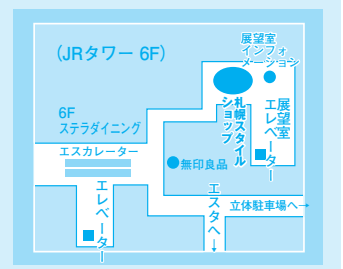 (JRタワー 6F)
展望室
インフォ
メーション
札幌スタイル
ショップ
展望室
エレベーター
6F
ステラダイニング
エスカレーター
エレベーター
●無印良品
エスタへ↓
立体駐車場へ→